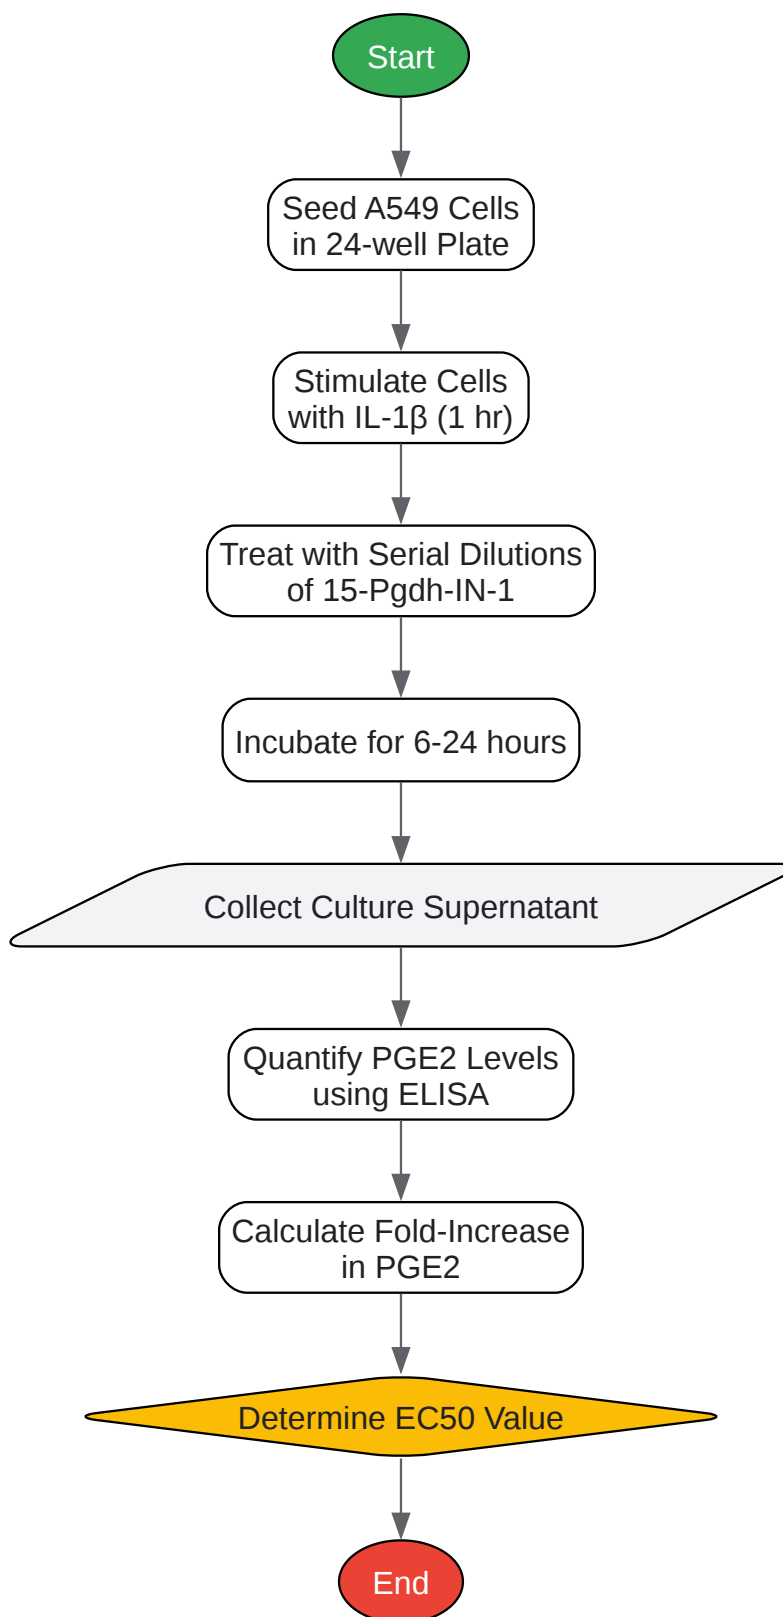 Start
Seed A549 Cells
in 24-well Plate
Stimulate Cells
with IL-1β (1 hr)
Treat with Serial Dilutions
of 15-Pgdh-IN-1
Incubate for 6-24 hours
Collect Culture Supernatant
Quantify PGE2 Levels
using ELISA
Calculate Fold-Increase
in PGE2
Determine EC50 Value
End